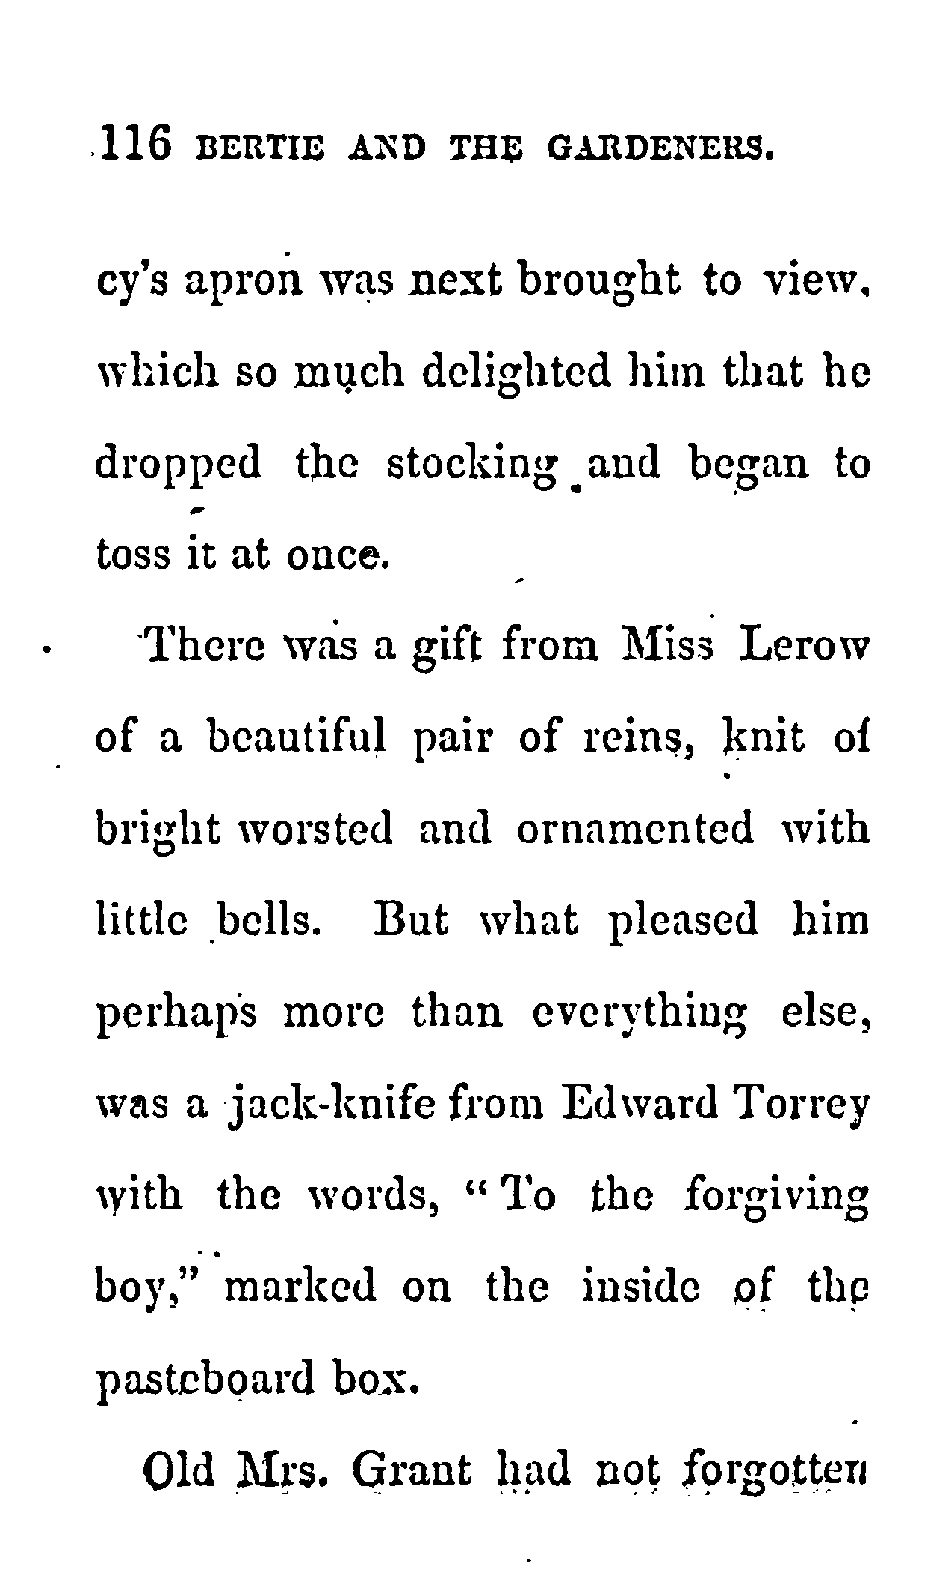 116 BERTIE AND THE GARDENERS.
cy's apron was next brought to view,
which so much delighted him that he
dropped the stocking and began to
toss it at once.
There was a gift from Miss Lerow
of a beautiful pair of reins, knit of
bright worsted and ornamented with
little bells. But what pleased him
perhaps more than everything else,
was a jack-knife from Edward Torrey
with the words, "To the forgiving
boy," marked on the inside of the
pasteboard box.
Old Mrs. Grant had not forgotten